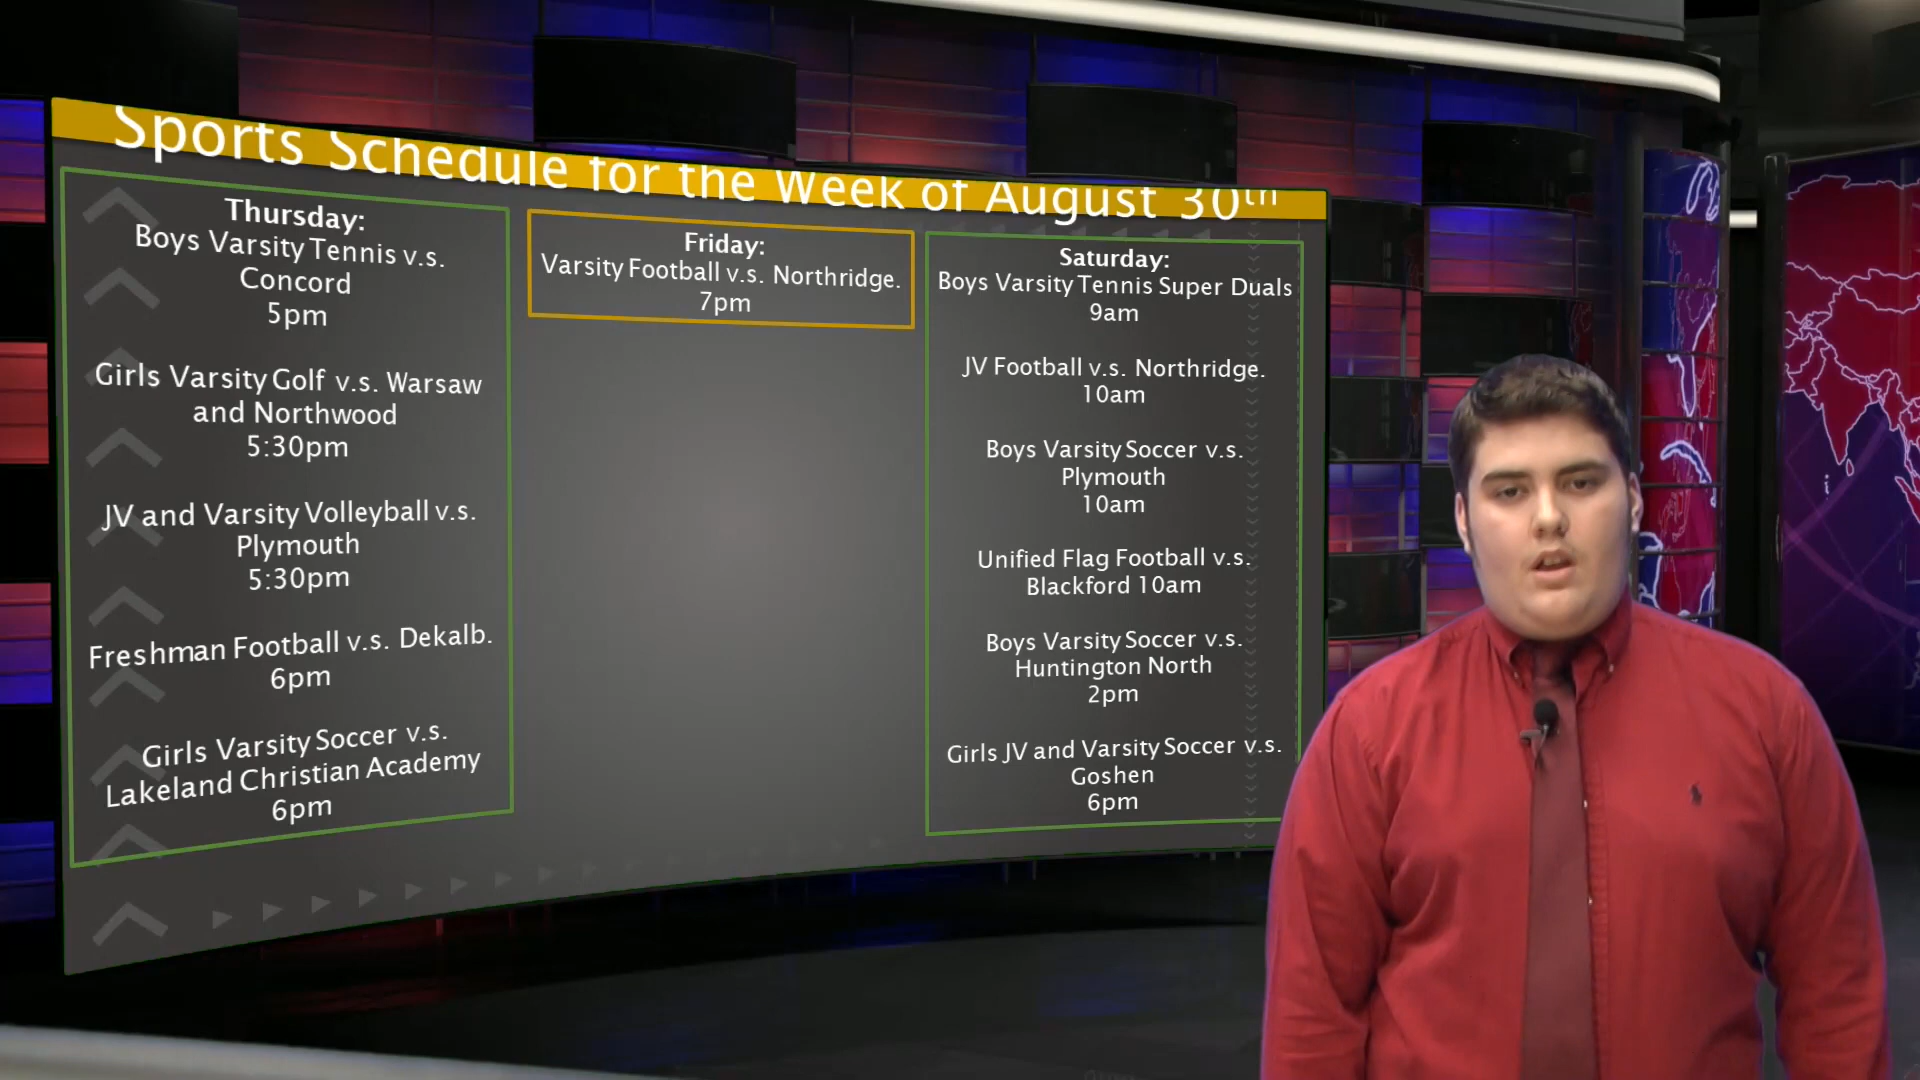 Sports Schedule for the Week of August 30th
Thursday:
Boys Varsity Tennis v.s.
Concord
5pm
Girls Varsity Golf v.s. Warsaw
and Northwood
5:30pm
JV and Varsity Volleyball v.s.
Plymouth
5:30pm
Freshman Football v.s. Dekalb.
6pm
Girls Varsity Soccer v.s.
Lakeland Christian Academy
6pm
Friday:
Varsity Football v.s. Northridge.
7pm
Saturday:
Boys Varsity Tennis Super Duals
9am
JV Football v.s. Northridge.
10am
Boys Varsity Soccer v.s.
Plymouth
10am
Unified Flag Football v.s.
Blackford 10am
Boys Varsity Soccer v.s.
Huntington North
2pm
Girls JV and Varsity Soccer v.s.
Goshen
6pm